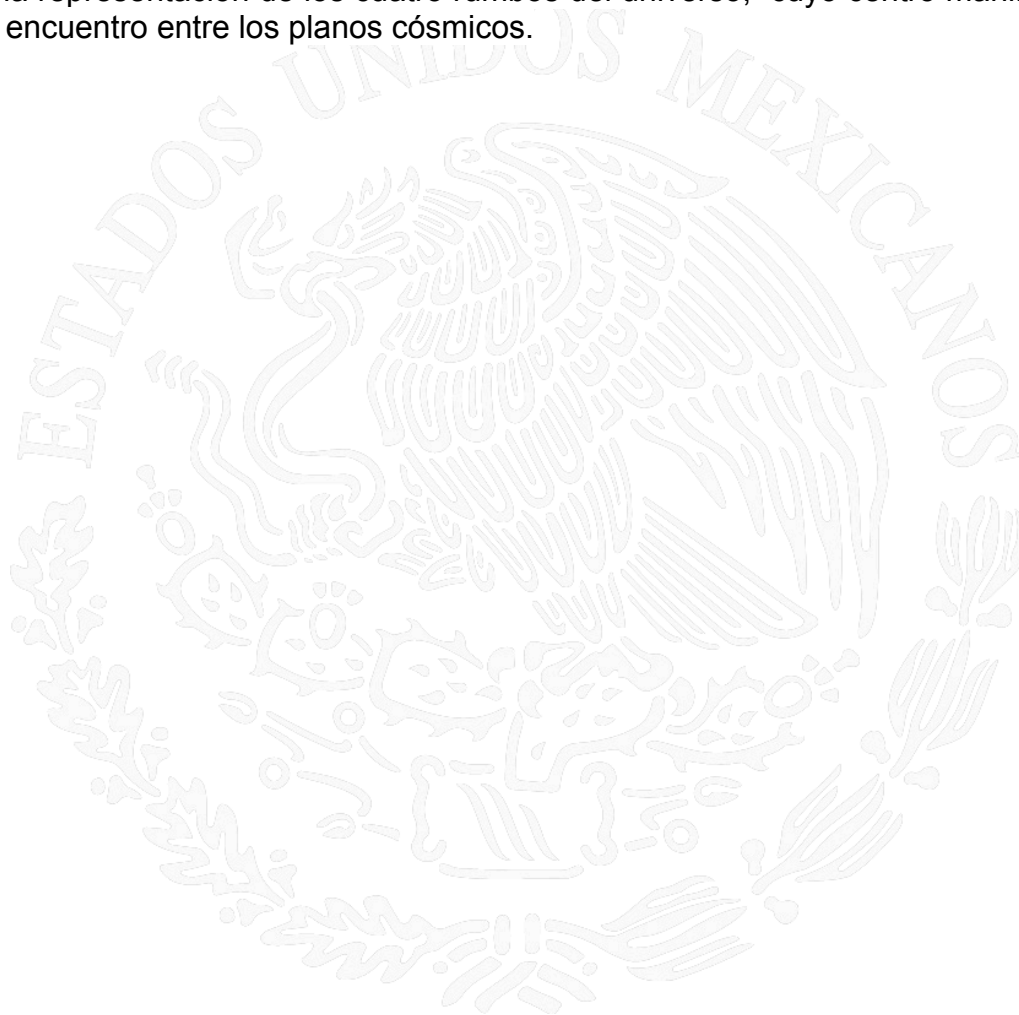 la representación de los cuatro rumbos del universo, cuyo centro
encuentro entre los planos cósmicos.
ESTADOS UNIDOS MEXICANOS